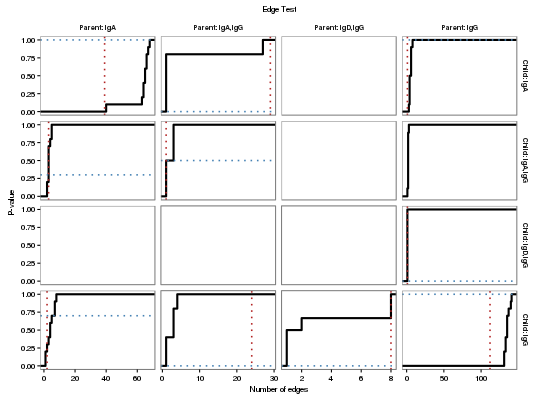 Edge Test
Parent: IgA
Parent: IgA,IgG
Parent: IgD,IgG
Parent: IgG
1.00
0.75
0.50
0.25
0.00
Child: IgA
1.00
0.75
0.50
0.25
0.00
Child: IgA,IgG
P-value
1.00
0.75
0.50
0.25
0.00
Child: IgD,IgG
1.00
0.75
0.50
0.25
0.00
Child: IgG
0 20 40 60
0 10 20 30
2 4 6 8
0 50 100
Number of edges